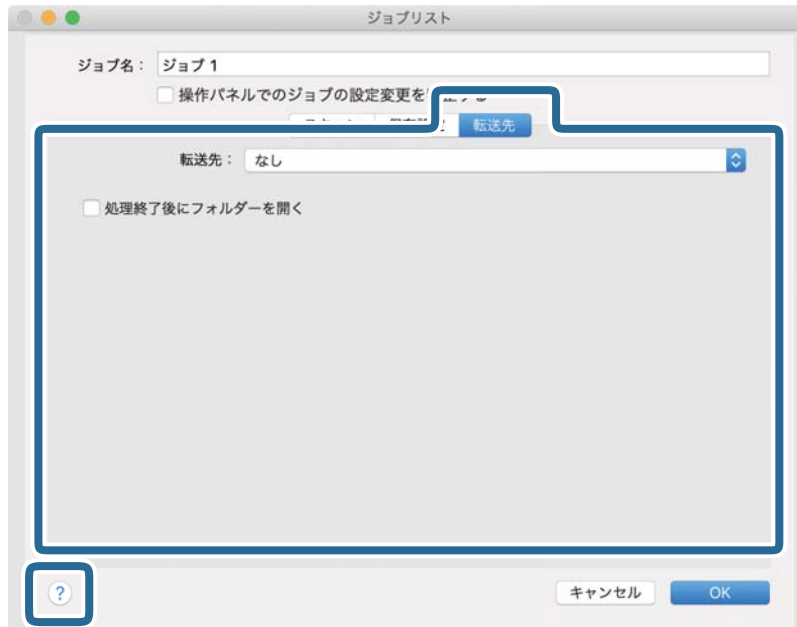 ジョブリスト
ジョブ名： ジョブ 1
操作パネルでのジョブの設定変更を
転送先
転送先： なし
処理終了後にフォルダーを開く
?
キャンセル OK